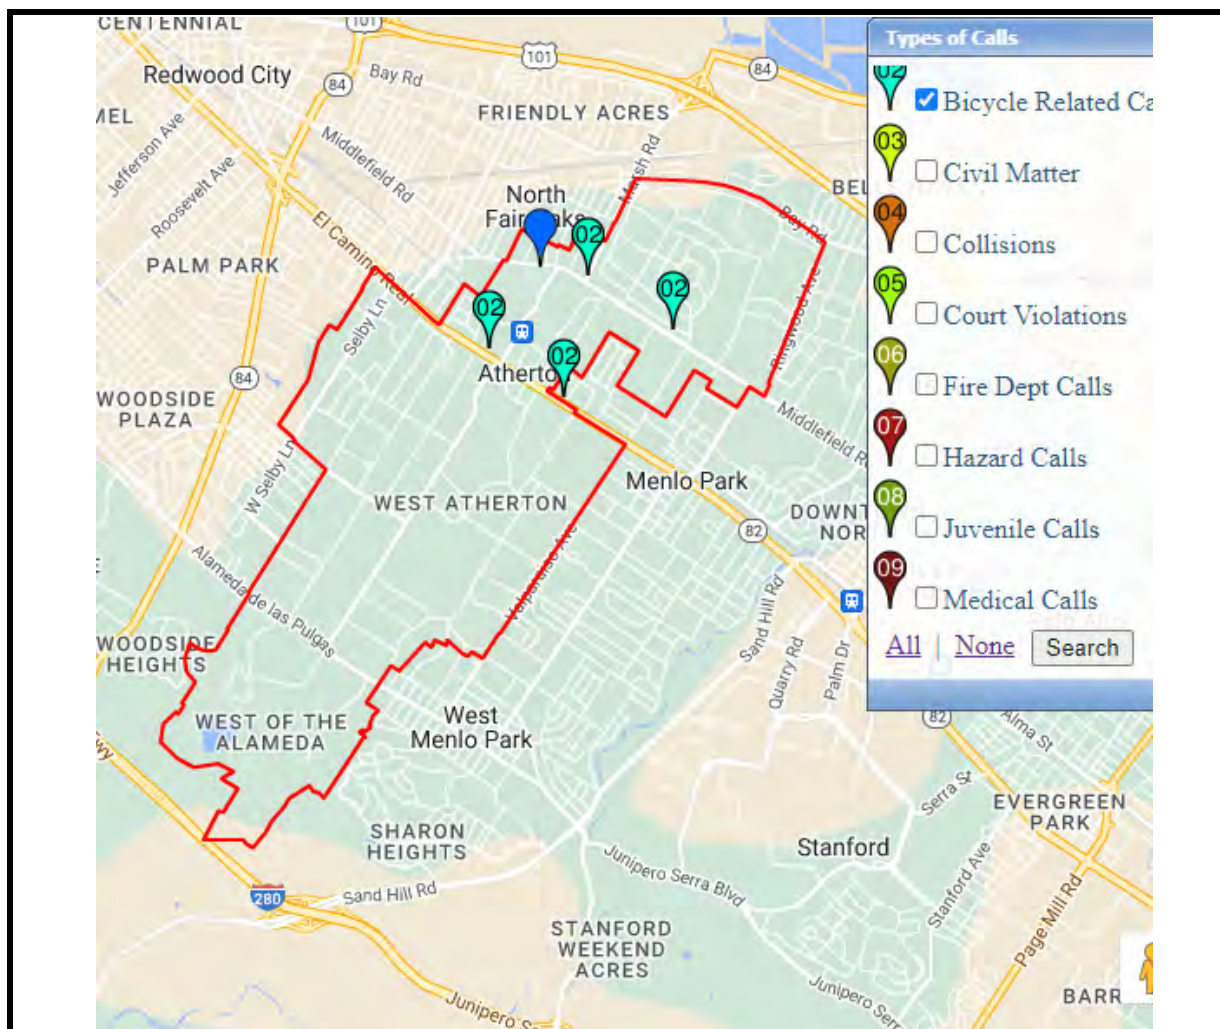 CENTENNIAL
101
Redwood City
84
Bay Rd
101
84
FRIENDLY ACRES
Jefferson Ave
Roosevelt Ave
Middlefield Rd
Marsh Rd
North
El Camino Real
PALM PARK
Bay Rd
02
02
02
02
Selby Ln
Atherton
Ringwood Ave
84
WOODSIDE
PLAZA
Middlefield R
W Selby Ln
WEST ATHERTON
Menlo Park
82
Valparaiso Ave
Alameda de las Pulgas
WOODSIDE
HEIGHTS
Sand Hill Rd
Quarry Rd
Palm Dr
WEST OF THE
ALAMEDA
West
Menlo Park
82
Alma St
Serra St
EVERGREEN
PARK
SHARON
HEIGHTS
Stanford
Junipero Serra Blvd
Stanford Ave
Page Mill Rd
280
Sand Hill Rd
STANFORD
WEEKEND
ACRES
Junipero S
Junipero Ser
BARR
Types of Calls
02
Bicycle Related Ca
03
Civil Matter
04
Collisions
05
Court Violations
06
Fire Dept Calls
07
Hazard Calls
08
Juvenile Calls
09
Medical Calls
All | None Search